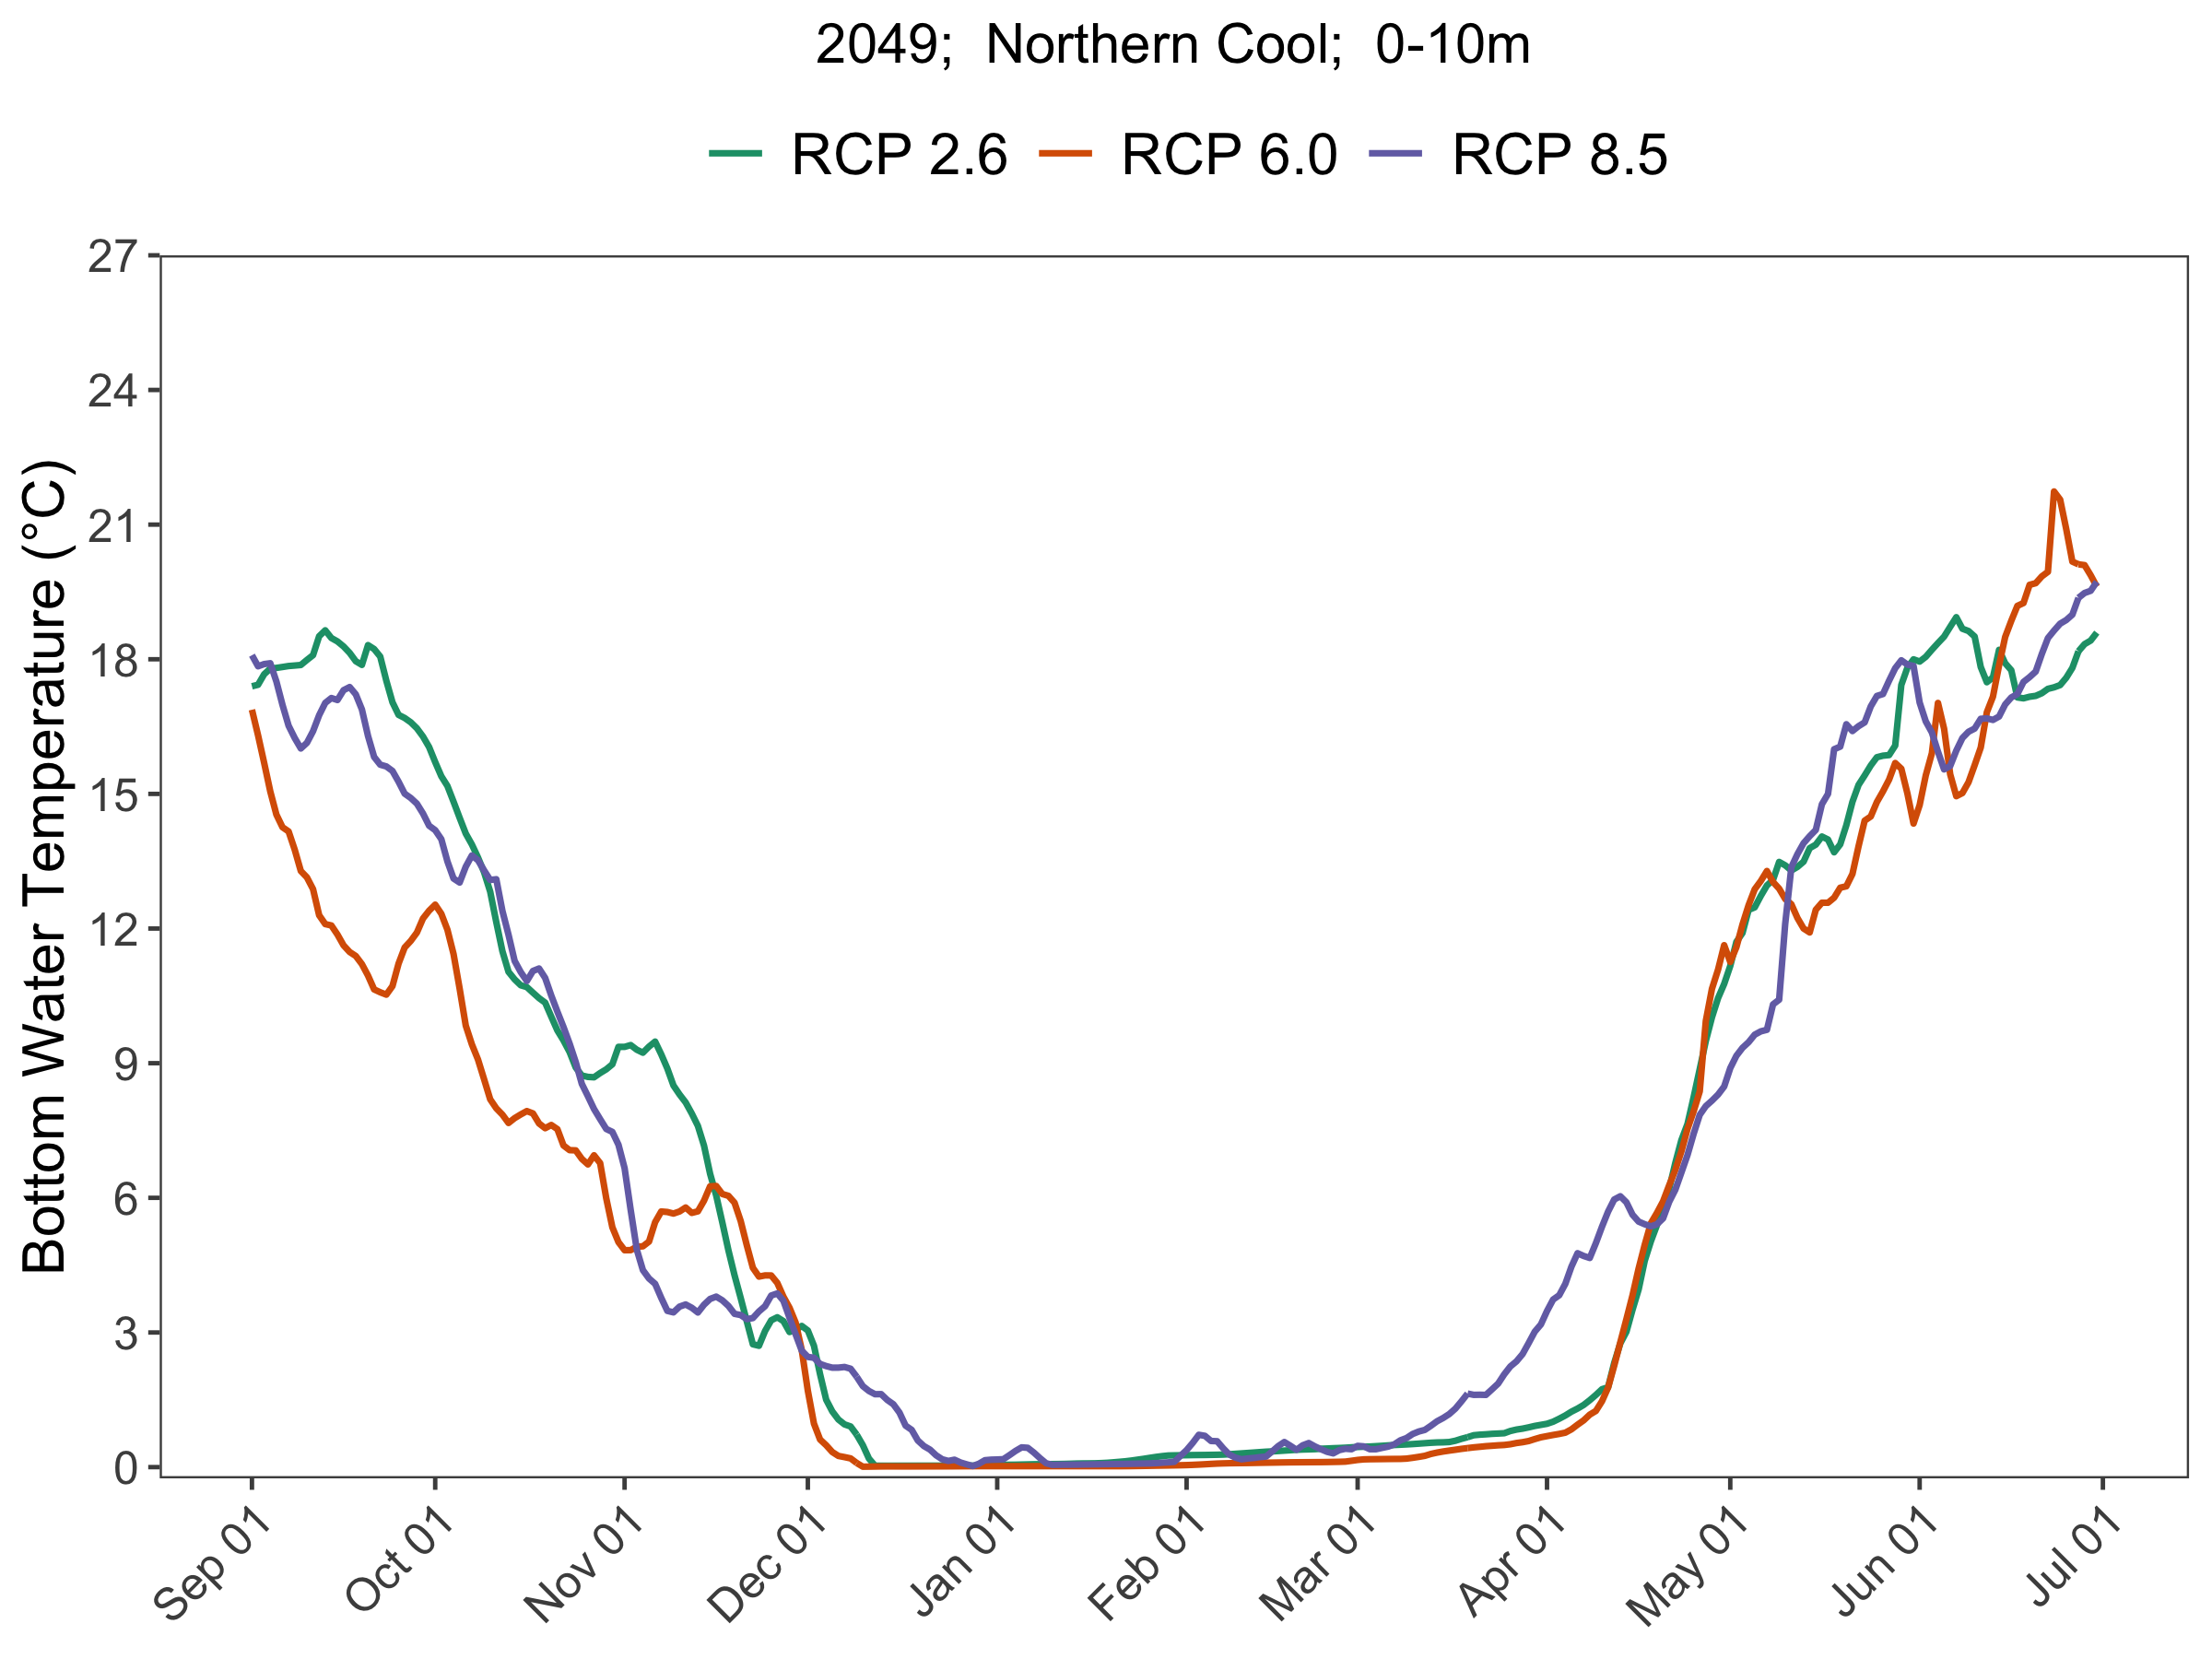 2049;  Northern Cool;  0-10m
RCP 2.6 RCP 6.0 RCP 8.5
Bottom Water Temperature (°C)
27
24
21
18
15
12
9
6
3
0
Sep 01 Oct 01 Nov 01 Dec 01 Jan 01 Feb 01 Mar 01 Apr 01 May 01 Jun 01 Jul 01